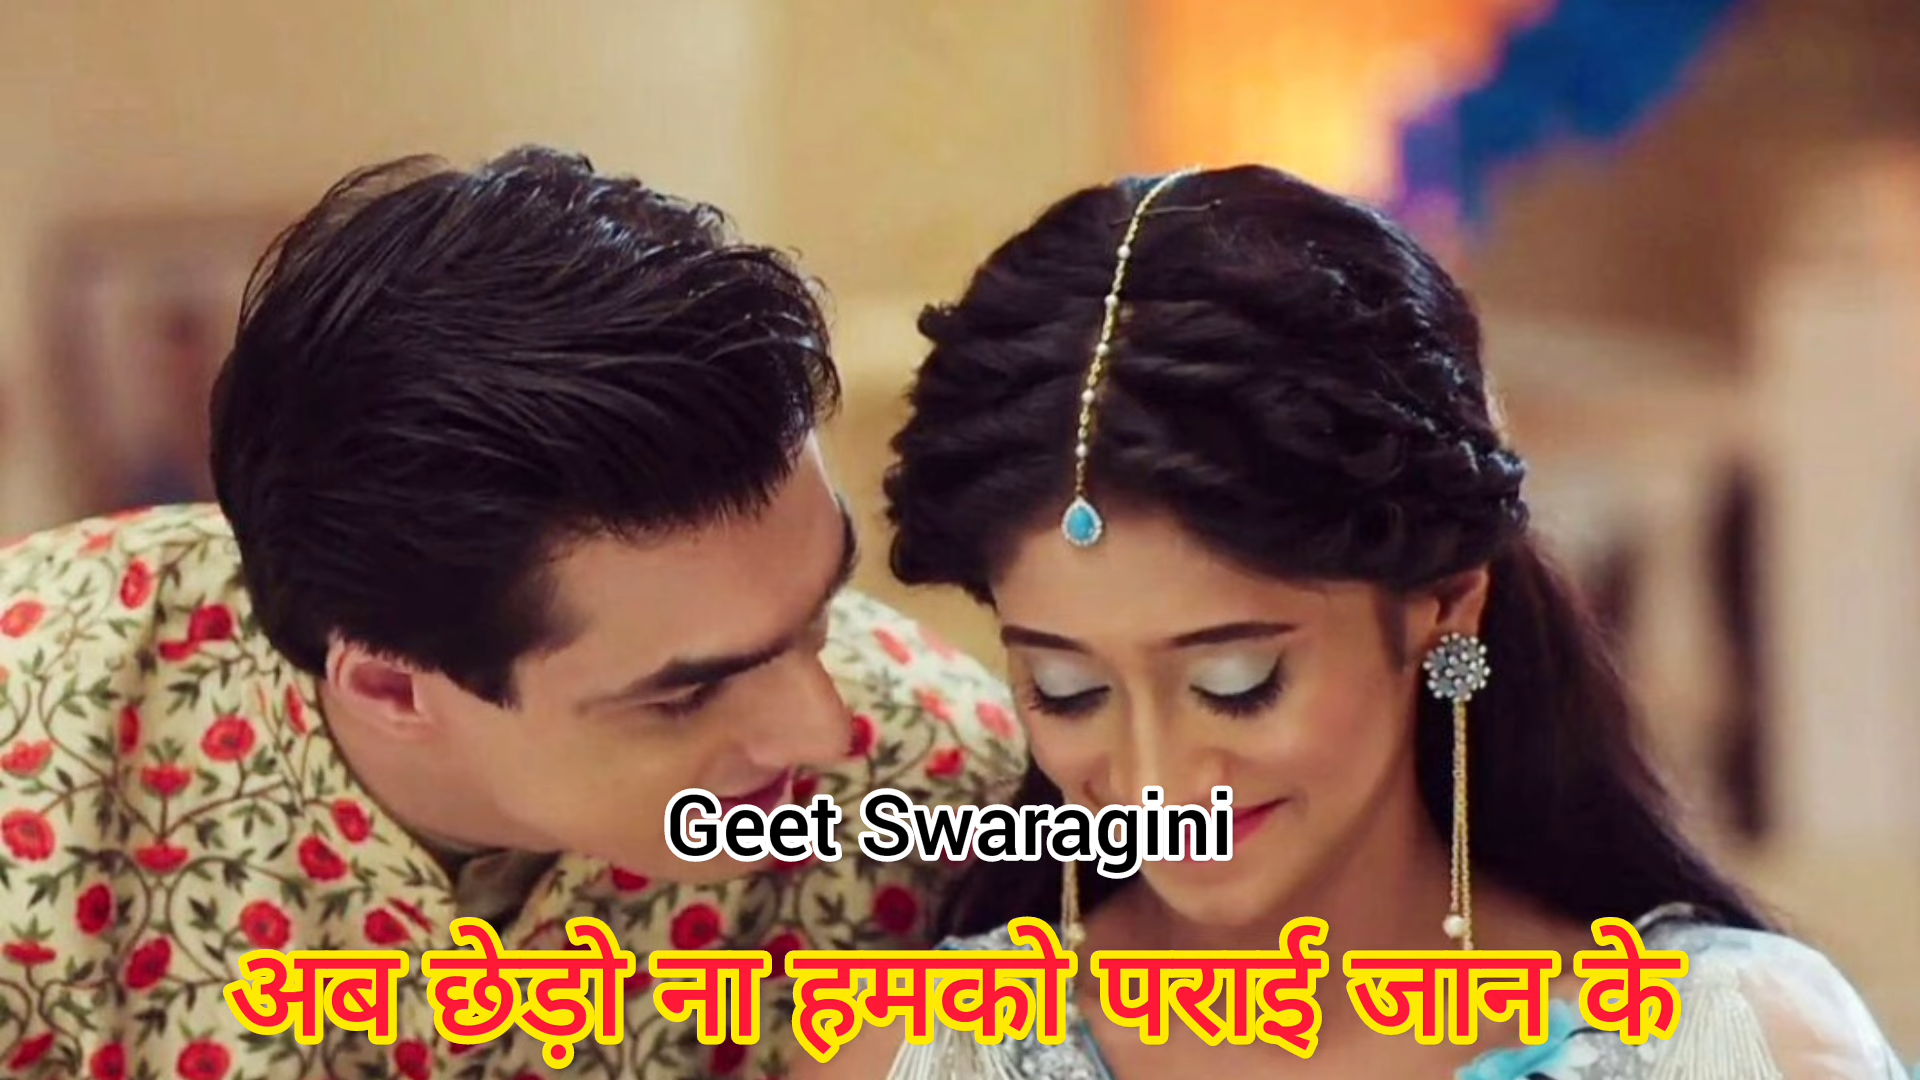 Geet Swaragini
अब छेड़ो ना हमको पराई जान के